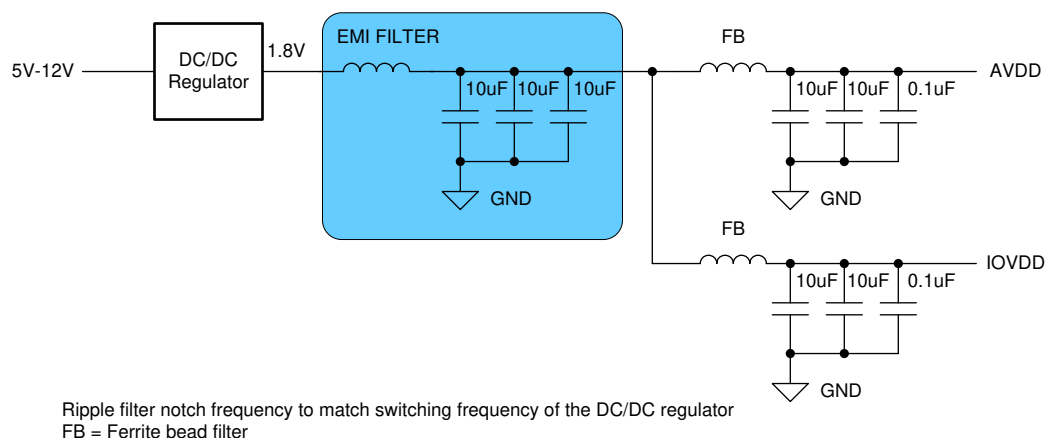 EMI FILTER
FB
DC/DC
Regulator
1.8V
5V-12V
AVDD
10uF 10uF 10uF
10uF 10uF 0.1uF
GND
GND
FB
IOVDD
10uF 10uF 0.1uF
GND
Ripple filter notch frequency to match switching frequency of the DC/DC regulator
FB = Ferrite bead filter